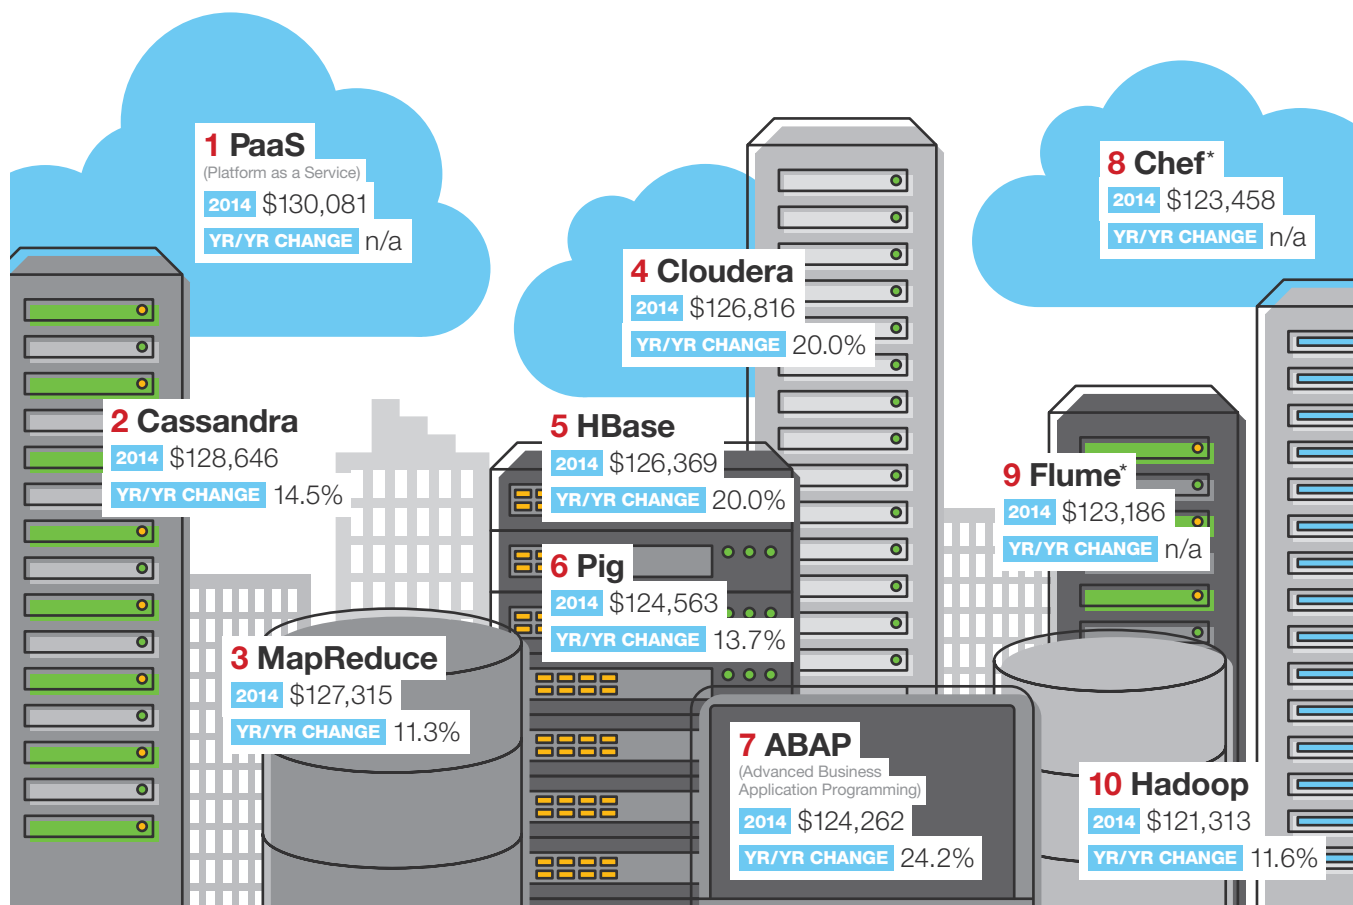 1 PaaS
(Platform as a Service)
2014 $130,081
YR/YR CHANGE n/a
2 Cassandra
2014 $128,646
YR/YR CHANGE 14.5%
3 MapReduce
2014 $127,315
YR/YR CHANGE 11.3%
4 Cloudera
2014 $126,816
YR/YR CHANGE 20.0%
5 HBase
2014 $126,369
YR/YR CHANGE 20.0%
6 Pig
2014 $124,563
YR/YR CHANGE 13.7%
7 ABAP
(Advanced Business
Application Programming)
2014 $124,262
YR/YR CHANGE 24.2%
8 Chef*
2014 $123,458
YR/YR CHANGE n/a
9 Flume*
2014 $123,186
YR/YR CHANGE n/a
10 Hadoop
2014 $121,313
YR/YR CHANGE 11.6%